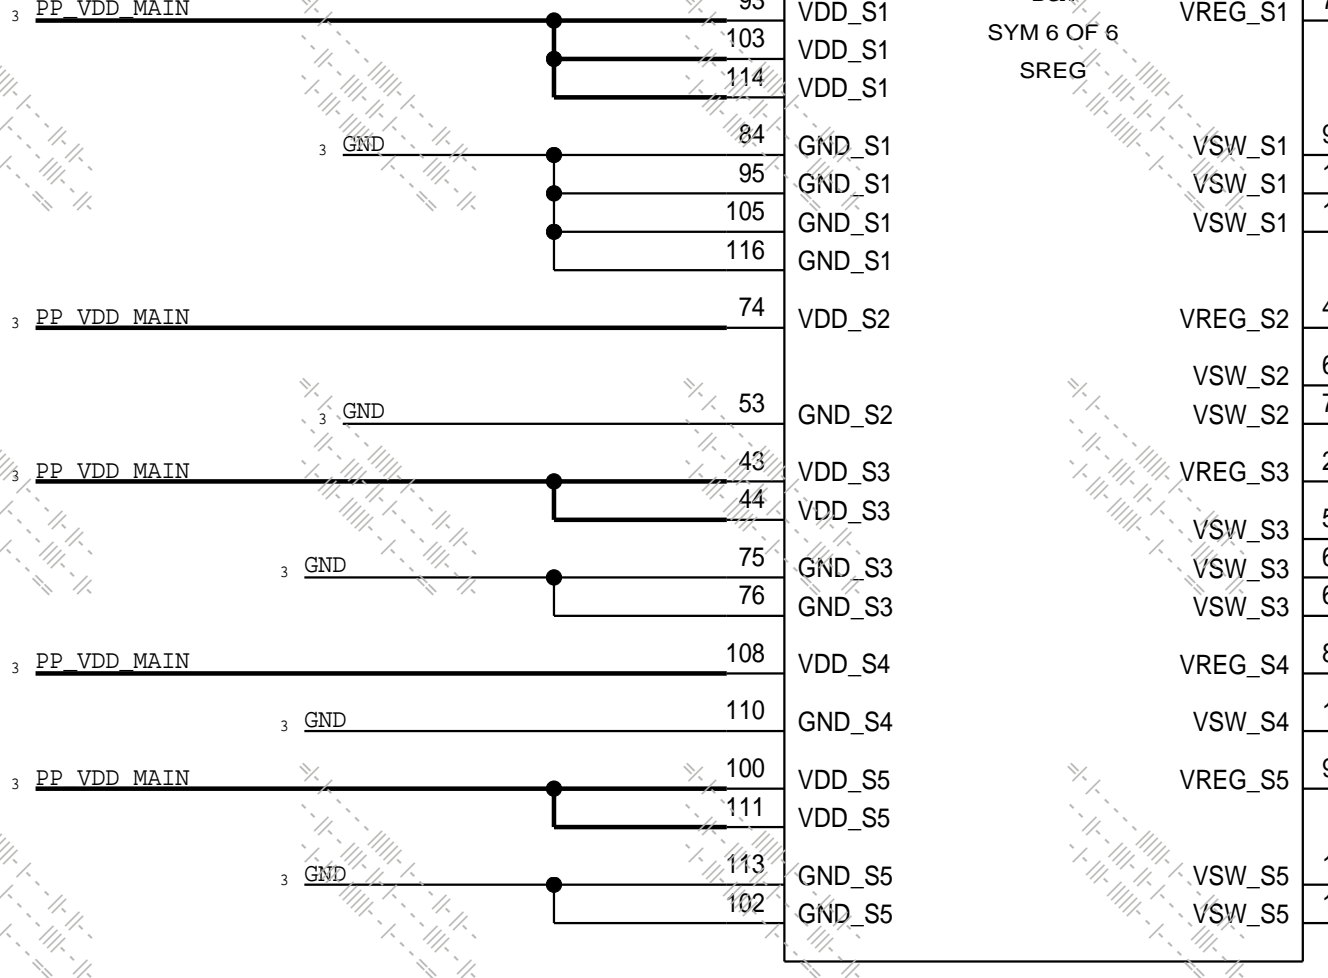 3 PP_VDD_MAIN 93 VDD_S1 VREG_S1
SYM 6 OF 6
103 VDD_S1
SREG
114 VDD_S1
3 GND 84 GND_S1 VSW_S1
95 GND_S1 VSW_S1
105 GND_S1 VSW_S1
116 GND_S1
3 PP_VDD_MAIN 74 VDD_S2 VREG_S2
VSW_S2
3 GND 53 GND_S2 VSW_S2
3 PP_VDD_MAIN 43 VDD_S3 VREG_S3
44 VDD_S3 VSW_S3
3 GND 75 GND_S3 VSW_S3
76 GND_S3 VSW_S3
3 PP_VDD_MAIN 108 VDD_S4 VREG_S4
3 GND 110 GND_S4 VSW_S4
3 PP_VDD_MAIN 100 VDD_S5 VREG_S5
111 VDD_S5
3 GND 113 GND_S5 VSW_S5
102 GND_S5 VSW_S5